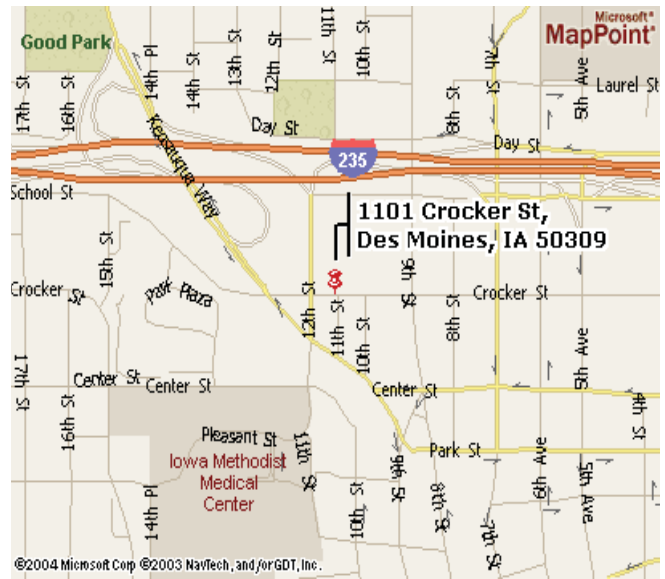 Microsoft®
MapPoint®
Good Park
17th St
16th St
14th Pl
14th St
13th St
12th St
11th St
10th St
8th St
7th St
5th Ave
Laurel St
Day St
Day St
235
Keosauqua Way
School St
1101 Crocker St,
Des Moines, IA 50309
15th St
Park Plaza
Crocker St
12th St
11th St
10th St
9th St
8th St
Crocker St
5th Ave
17th St
16th St
Center St
Center St
Center St
4th St
Pleasant St
Park St
Iowa Methodist
Medical
Center
14th Pl
11th St
10th St
9th St
8th St
7th St
6th Ave
5th Ave
©2004 Microsoft Corp ©2003 NavTech, and/or GDT, Inc.